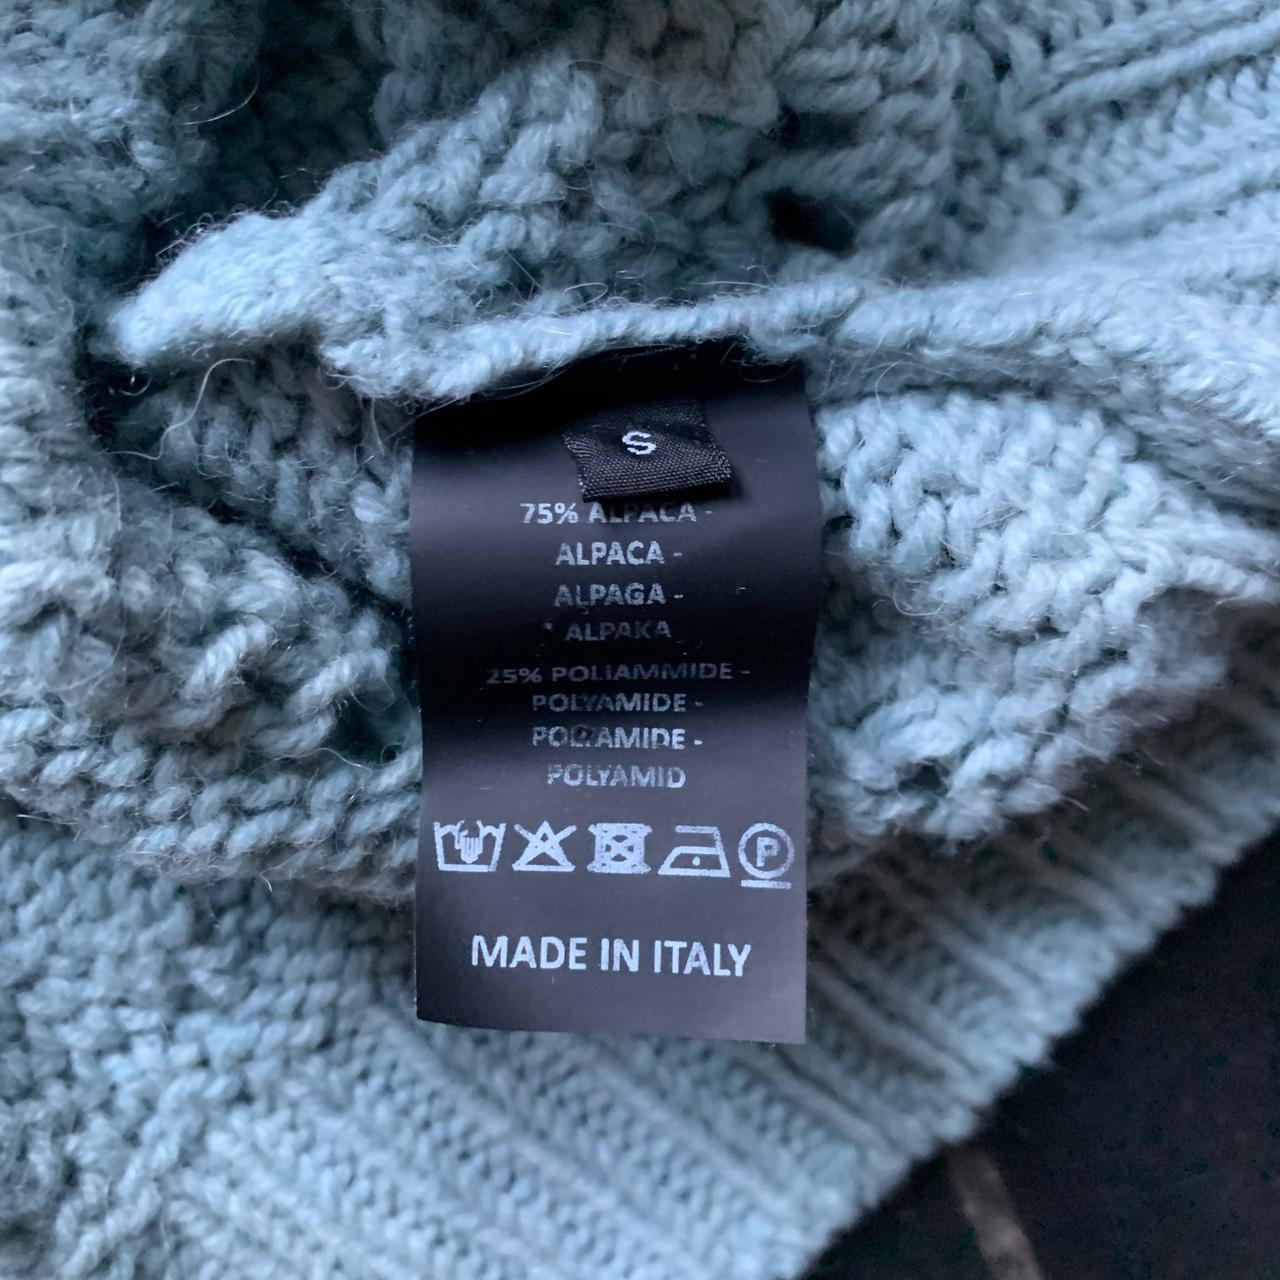 S
75% ALPACA -
ALPACA -
ALPAGA -
ALPAKA
25% POLIAMMIDE -
POLYAMIDE -
POLYAMIDE -
POLYAMID
P
MADE IN ITALY